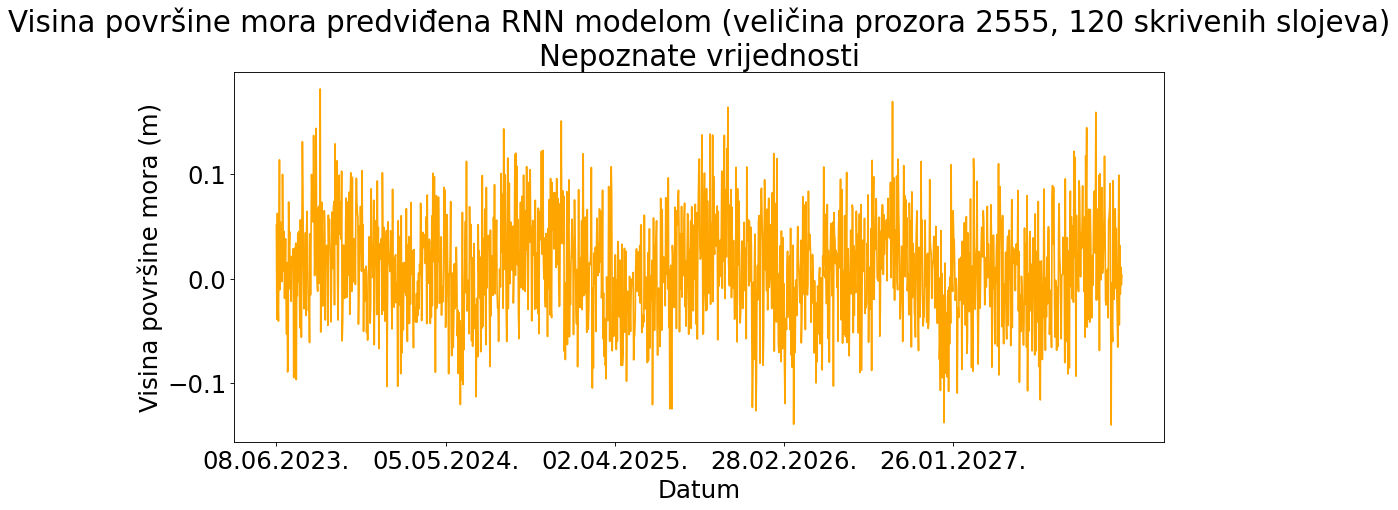 Visina površine mora predviđena RNN modelom (veličina prozora 2555, 120 skrivenih slojeva)
Nepoznate vrijednosti
Visina površine mora (m)
0.1
0.0
−0.1
08.06.2023. 05.05.2024. 02.04.2025. 28.02.2026. 26.01.2027.
Datum